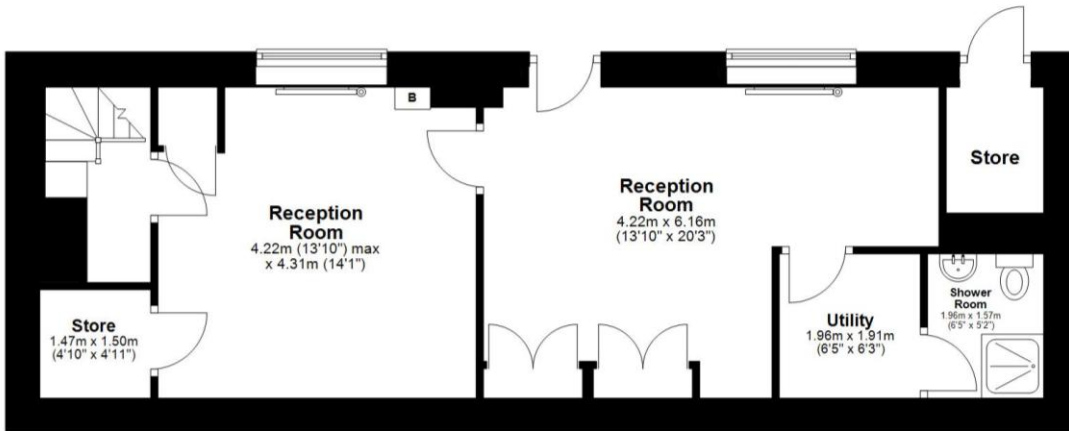 B
Reception
Room
4.22m (13'10") max
x 4.31m (14'1")
Reception
Room
4.22m x 6.16m
(13'10" x 20'3")
Store
Store
1.47m x 1.50m
(4'10" x 4'11")
Utility
1.96m x 1.91m
(6'5" x 6'3")
Shower
Room
1.96m x 1.57m
(6'5" x 5'2")